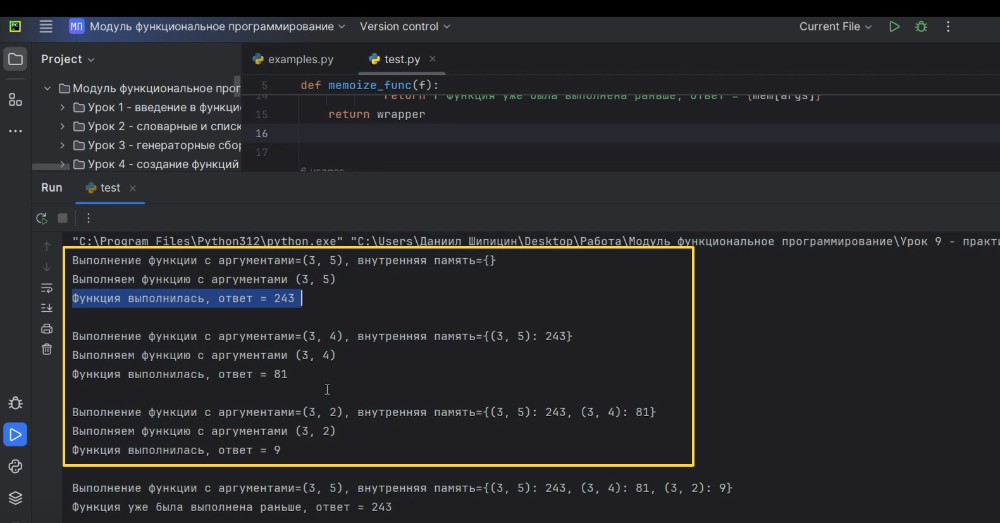 МП Модуль функциональное программирование Version control Current File
Project
examples.py test.py
Модуль функциональное прог
Урок 1 - введение в функци
Урок 2 - словарные и списк
Урок 3 - генераторные сбор
Урок 4 - создание функций
5 def memoize_func(f):
14 return f'Функция уже была выполнена раньше, ответ = {mem[args]}
15 return wrapper
16
17
6 usages
Run test
"C:\Program Files\Python312\python.exe" "C:\Users\Даниил Шипицин\Desktop\Работа\Модуль функциональное программирование\Урок 9 - практи
Выполнение функции с аргументами=(3, 5), внутренняя память={}
Выполняем функцию с аргументами (3, 5)
Функция выполнилась, ответ = 243
Выполнение функции с аргументами=(3, 4), внутренняя память={(3, 5): 243}
Выполняем функцию с аргументами (3, 4)
Функция выполнилась, ответ = 81
Выполнение функции с аргументами=(3, 2), внутренняя память={(3, 5): 243, (3, 4): 81}
Выполняем функцию с аргументами (3, 2)
Функция выполнилась, ответ = 9
Выполнение функции с аргументами=(3, 5), внутренняя память={(3, 5): 243, (3, 4): 81, (3, 2): 9}
Функция уже была выполнена раньше, ответ = 243